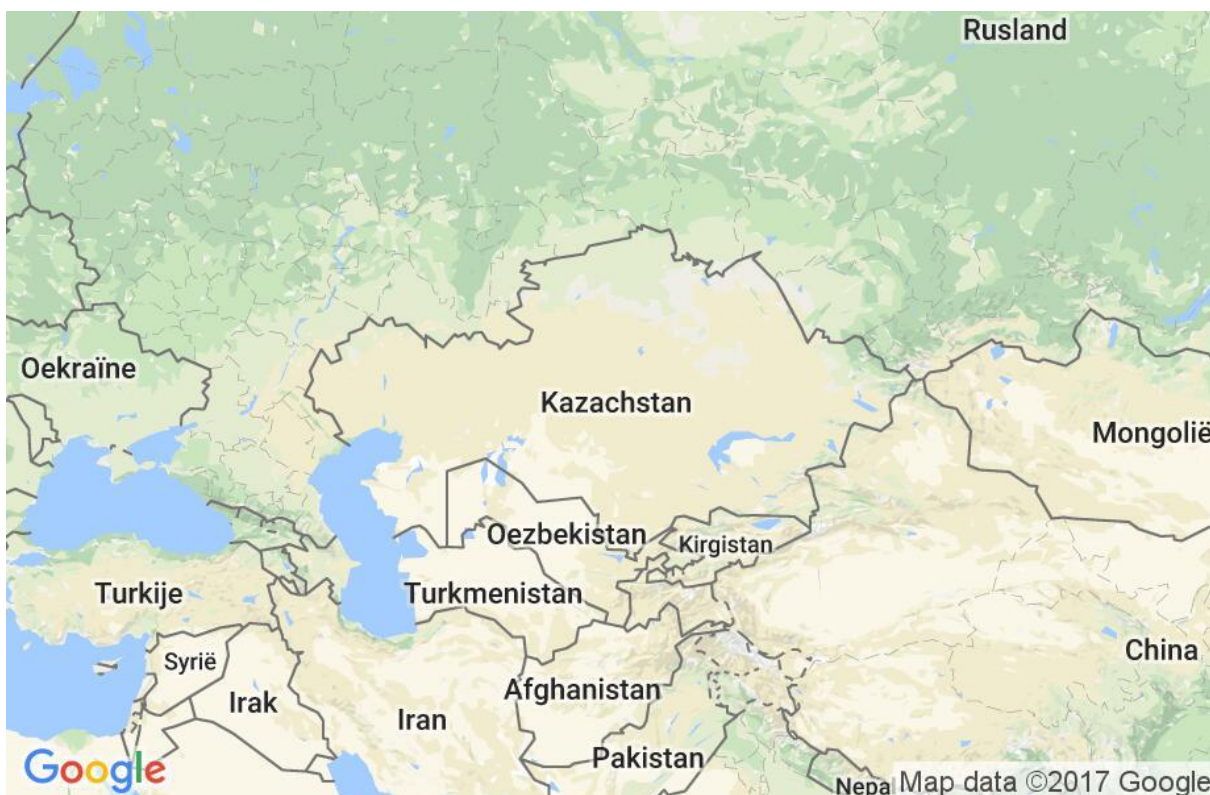 Rusland
Oekraïne
Kazachstan
Mongolië
Oezbekistan
Kirgistan
Turkije
Turkmenistan
Syrië
China
Irak
Iran
Afghanistan
Pakistan
Google
Nepa
Map data ©2017 Google